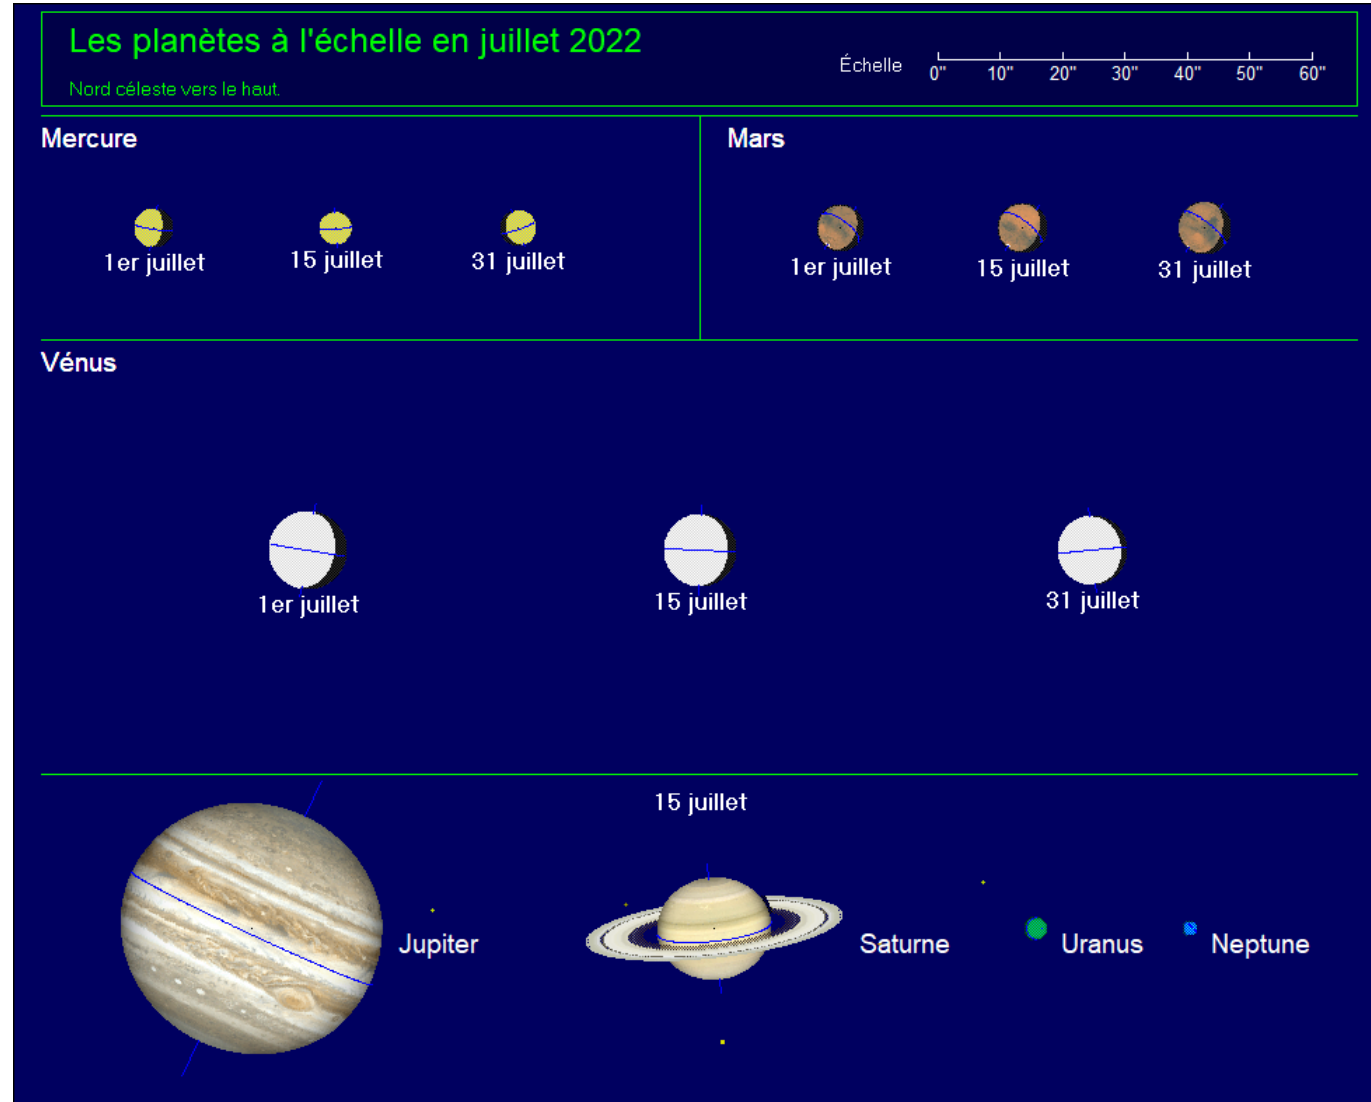 Les planètes à l'échelle en juillet 2022
Échelle 0" 10" 20" 30" 40" 50" 60"
Nord céleste vers le haut.
Mercure
Mars
1er juillet
15 juillet
31 juillet
1er juillet
15 juillet
31 juillet
Vénus
1er juillet
15 juillet
31 juillet
15 juillet
Jupiter
Saturne
Uranus
Neptune